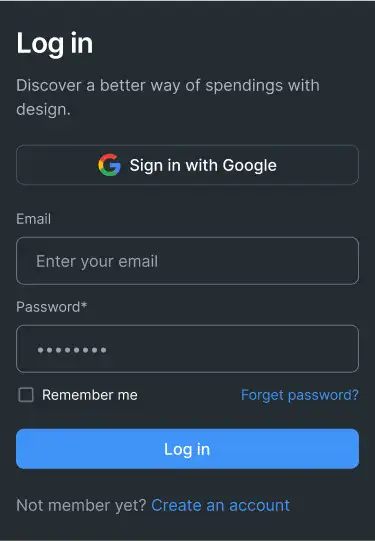 Log in
Discover a better way of spendings with
design.
Sign in with Google
Email
Enter your email
Password*
••••••••
Remember me
Forget password?
Log in
Not member yet? Create an account